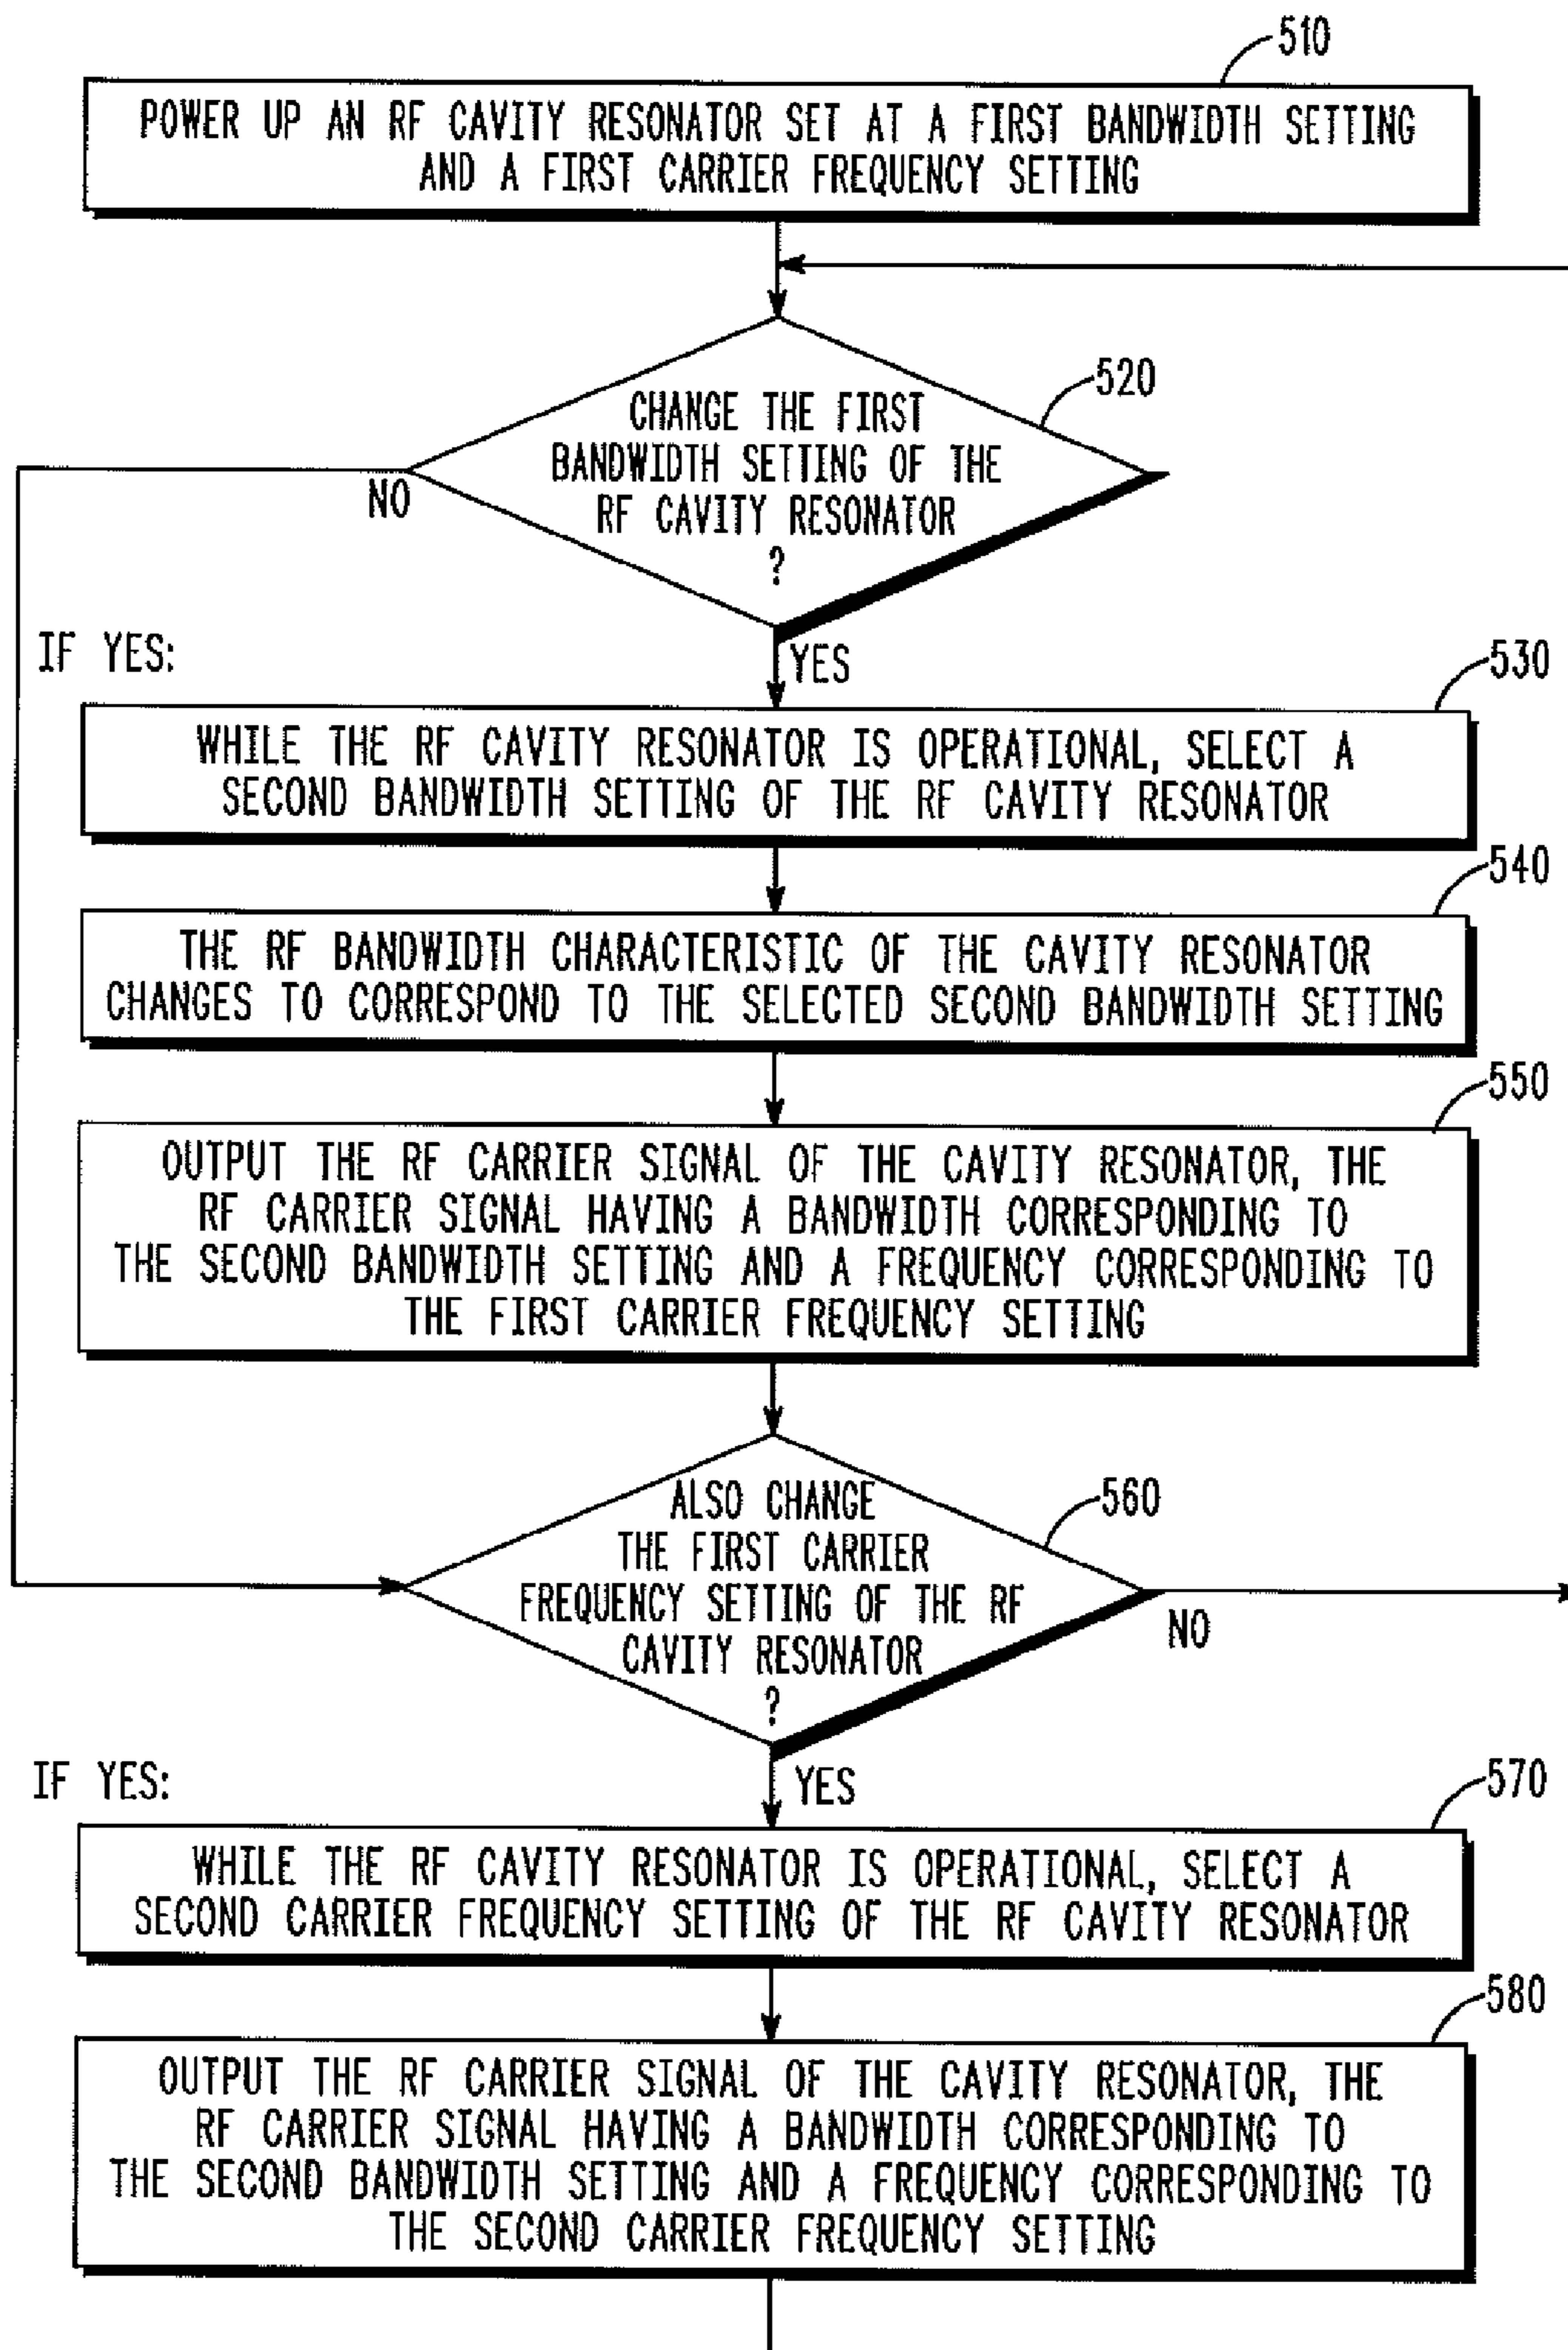 510
POWER UP AN RF CAVITY RESONATOR SET AT A FIRST BANDWIDTH SETTING
AND A FIRST CARRIER FREQUENCY SETTING
520
CHANGE THE FIRST
BANDWIDTH SETTING OF THE
RF CAVITY RESONATOR
?
NO
IF YES:
YES
530
WHILE THE RF CAVITY RESONATOR IS OPERATIONAL, SELECT A
SECOND BANDWIDTH SETTING OF THE RF CAVITY RESONATOR
540
THE RF BANDWIDTH CHARACTERISTIC OF THE CAVITY RESONATOR
CHANGES TO CORRESPOND TO THE SELECTED SECOND BANDWIDTH SETTING
550
OUTPUT THE RF CARRIER SIGNAL OF THE CAVITY RESONATOR, THE
RF CARRIER SIGNAL HAVING A BANDWIDTH CORRESPONDING TO
THE SECOND BANDWIDTH SETTING AND A FREQUENCY CORRESPONDING TO
THE FIRST CARRIER FREQUENCY SETTING
560
ALSO CHANGE
THE FIRST CARRIER
FREQUENCY SETTING OF THE RF
CAVITY RESONATOR
?
NO
IF YES:
YES
570
WHILE THE RF CAVITY RESONATOR IS OPERATIONAL, SELECT A
SECOND CARRIER FREQUENCY SETTING OF THE RF CAVITY RESONATOR
580
OUTPUT THE RF CARRIER SIGNAL OF THE CAVITY RESONATOR, THE
RF CARRIER SIGNAL HAVING A BANDWIDTH CORRESPONDING TO
THE SECOND BANDWIDTH SETTING AND A FREQUENCY CORRESPONDING TO
THE SECOND CARRIER FREQUENCY SETTING